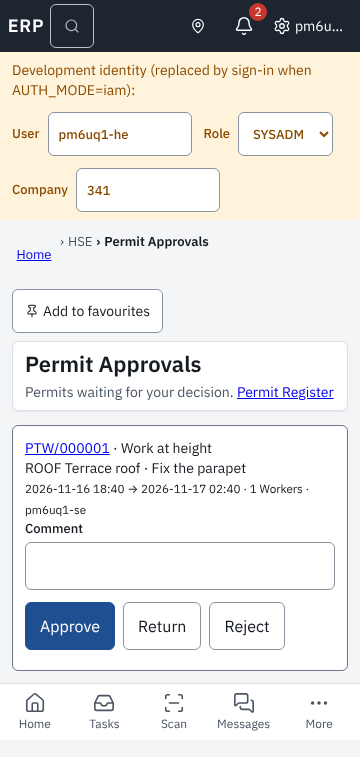 ERP
2
pm6u...
Development identity (replaced by sign-in when
AUTH_MODE=iam):
User
pm6uq1-he
Role
SYSADM
Company
341
Home
› HSE › Permit Approvals
Add to favourites
Permit Approvals
Permits waiting for your decision. Permit Register
PTW/000001 · Work at height
ROOF Terrace roof · Fix the parapet
2026-11-16 18:40 → 2026-11-17 02:40 · 1 Workers ·
pm6uq1-se
Comment
Approve
Return
Reject
Home
Tasks
Scan
Messages
More